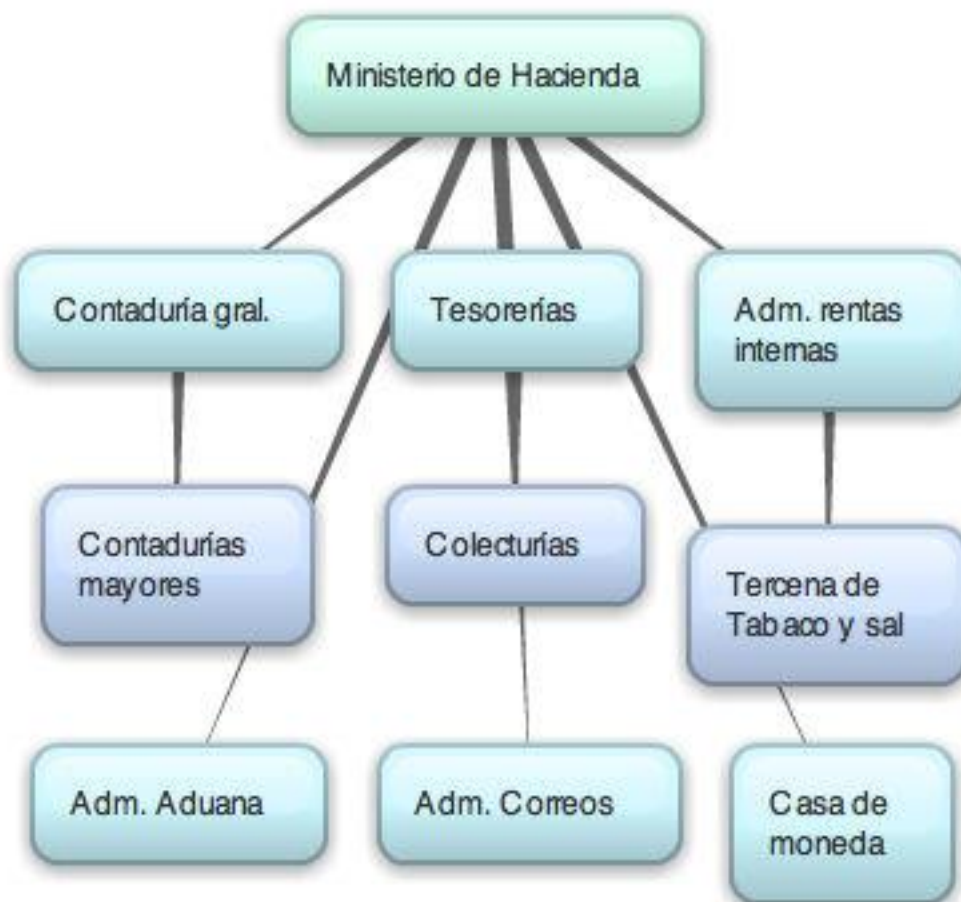 Ministerio de Hacienda
Contaduría gral.
Tesorerías
Adm. rentas
internas
Contadurías
mayores
Colecturías
Tercena de
Tabaco y sal
Adm. Aduana
Adm. Correos
Casa de
moneda